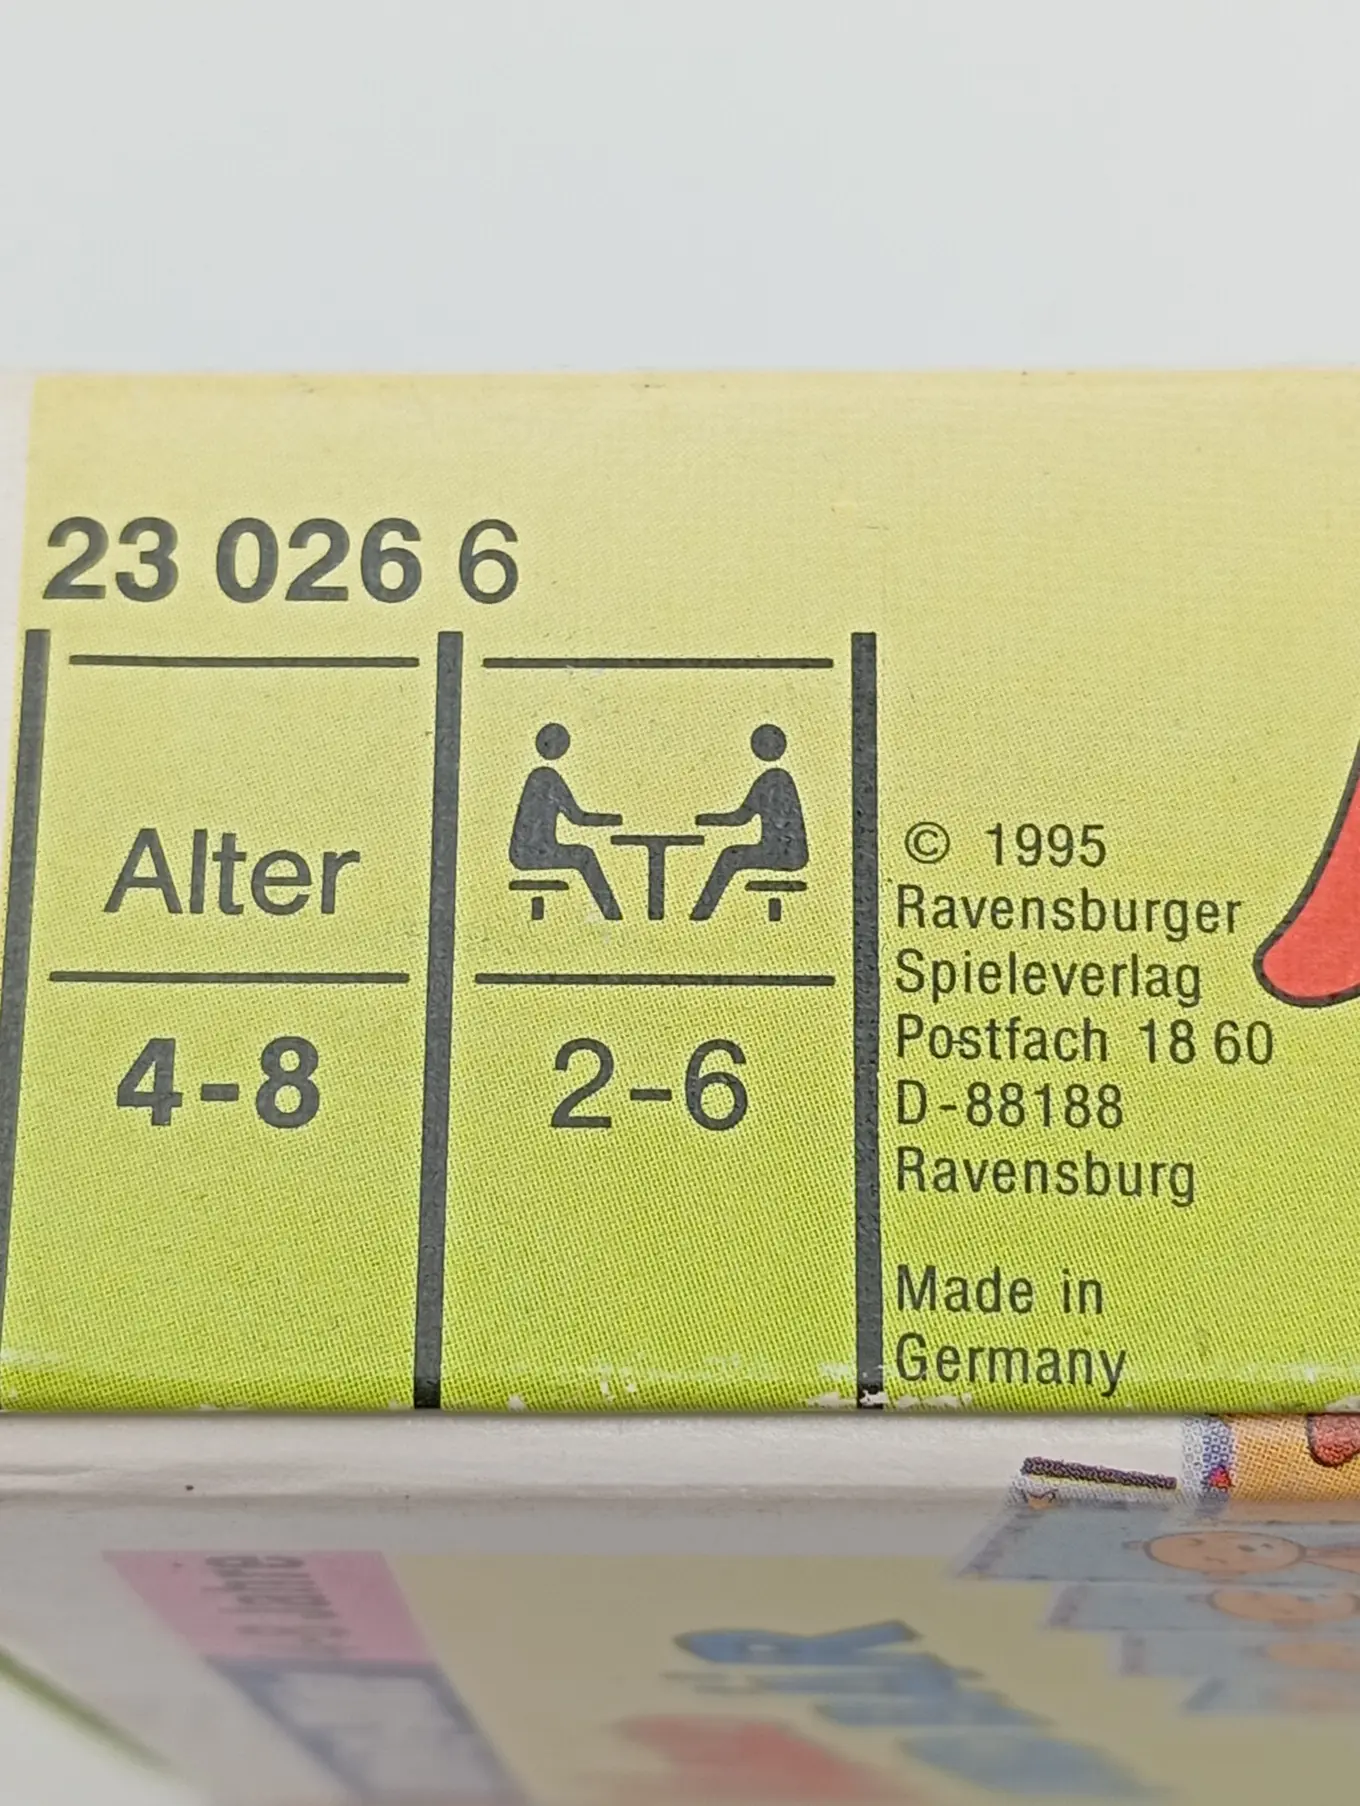 23 026 6
Alter
4-8
2-6
© 1995
Ravensburger
Spieleverlag
Postfach 18 60
D-88188
Ravensburg
Made in
Germany